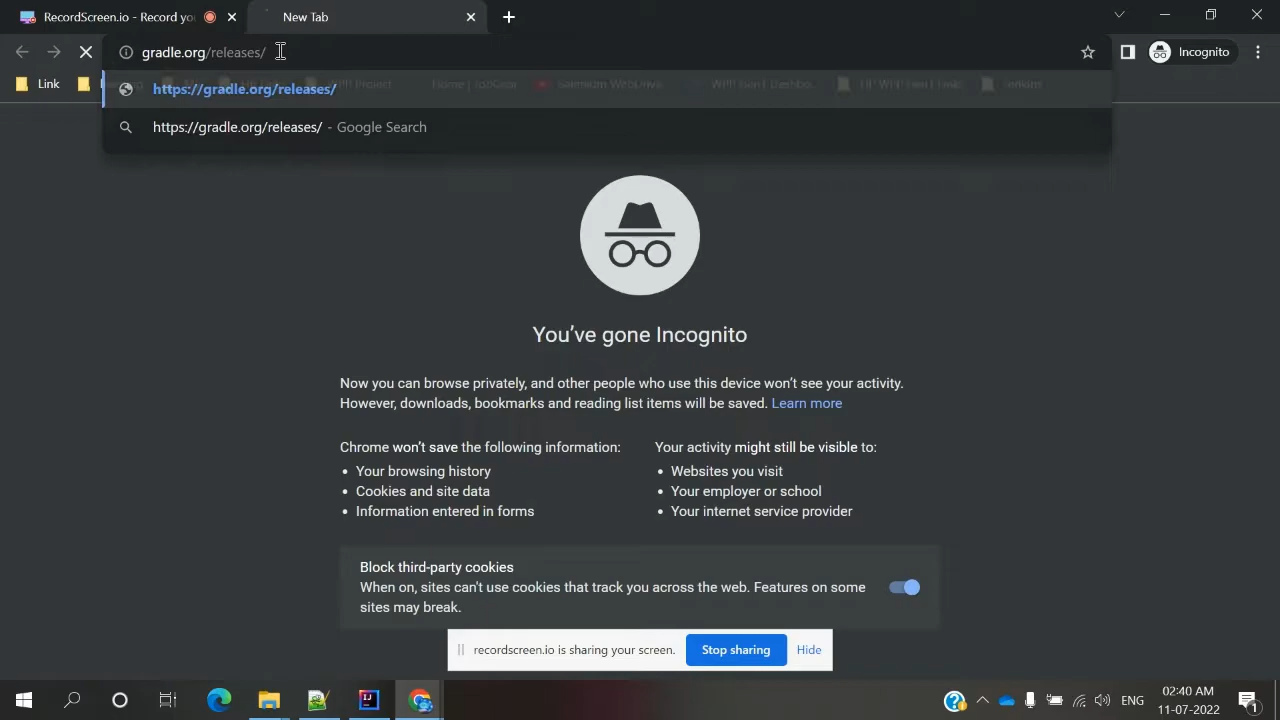 RecordScreen.io - Record yo
New Tab
gradle.org/releases/
Incognito
Link
https://gradle.org/releases/
https://gradle.org/releases/ - Google Search
You've gone Incognito
Now you can browse privately, and other people who use this device won't see your activity.
However, downloads, bookmarks and reading list items will be saved. Learn more
Chrome won't save the following information:
• Your browsing history
• Cookies and site data
• Information entered in forms
Your activity might still be visible to:
• Websites you visit
• Your employer or school
• Your internet service provider
Block third-party cookies
When on, sites can't use cookies that track you across the web. Features on some
sites may break.
recordscreen.io is sharing your screen.
Stop sharing
Hide
ENG
02:40 AM
11-07-2022
1